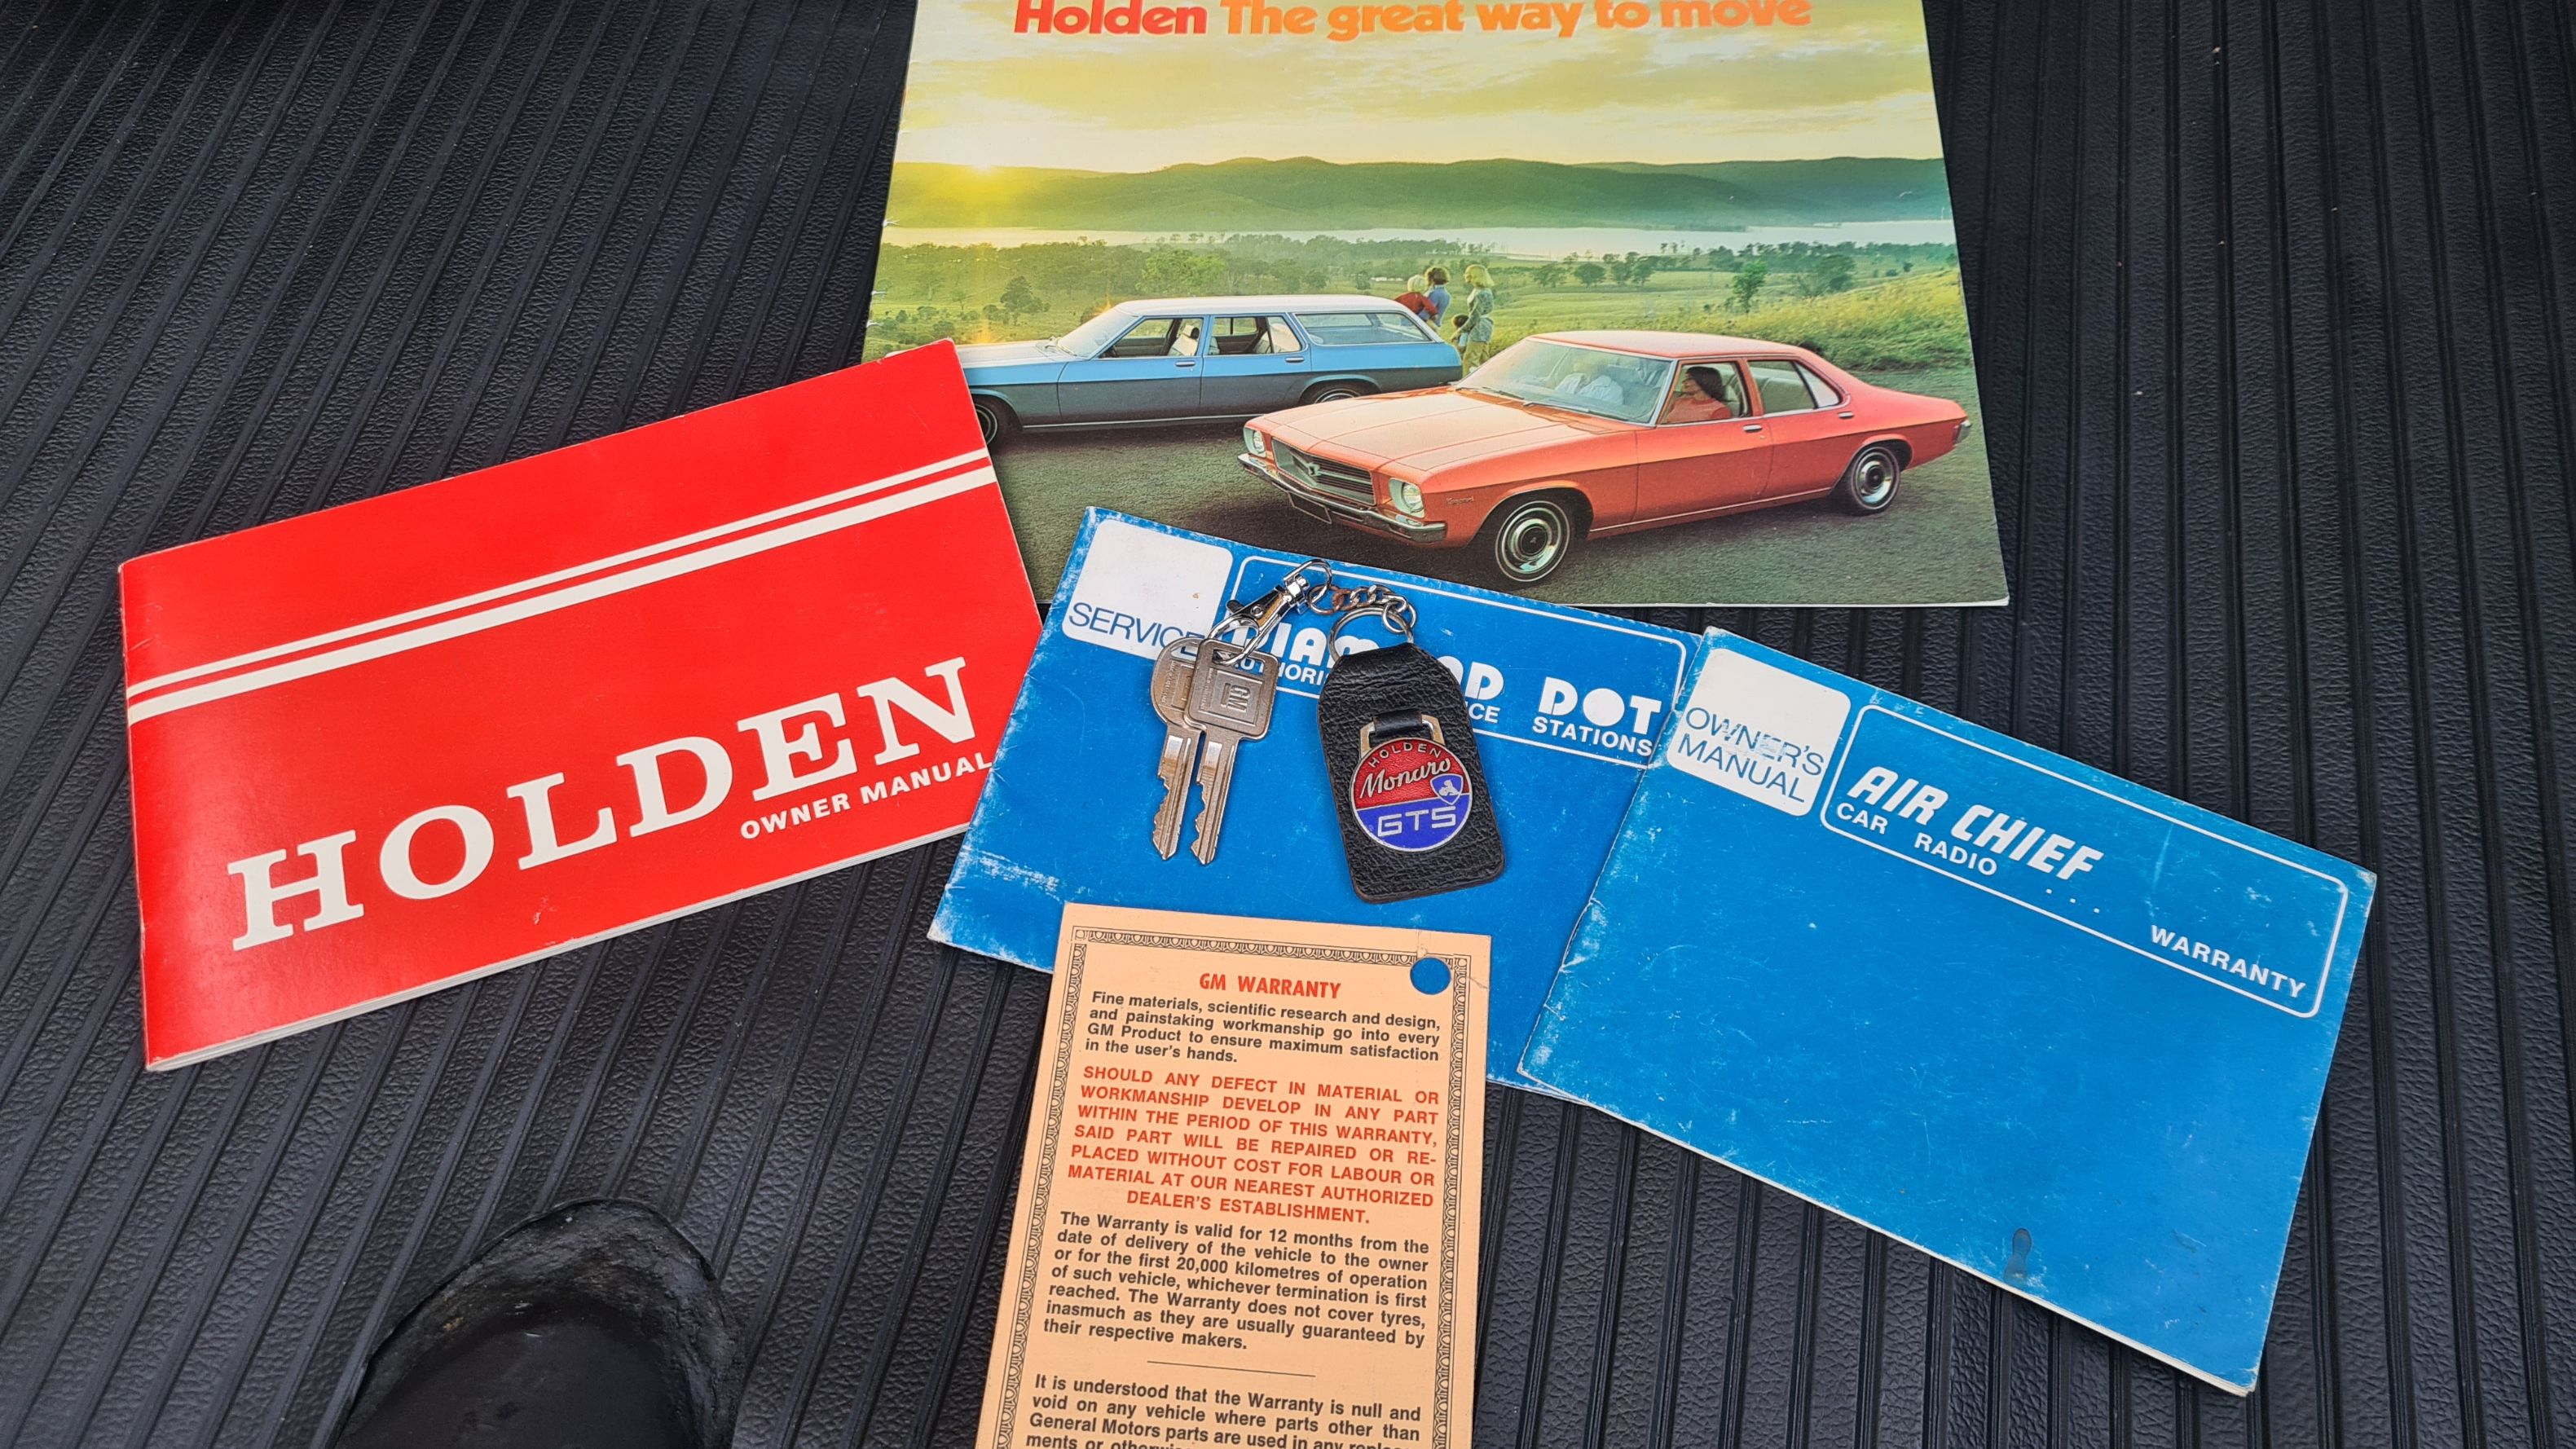 Holden The great way to move
HOLDEN
OWNER MANUAL
SERVICE
DOT
STATIONS
GM
HOLDEN
Monaro
GTS
OWNER'S
MANUAL
AIR CHIEF
CAR RADIO . . .
WARRANTY
GM WARRANTY
Fine materials, scientific research and design,
and painstaking workmanship go into every
GM Product to ensure maximum satisfaction
in the user's hands.
SHOULD ANY DEFECT IN MATERIAL OR
WORKMANSHIP DEVELOP IN ANY PART
WITHIN THE PERIOD OF THIS WARRANTY,
SAID PART WILL BE REPAIRED OR RE-
PLACED WITHOUT COST FOR LABOUR OR
MATERIAL AT OUR NEAREST AUTHORIZED
DEALER'S ESTABLISHMENT.
The Warranty is valid for 12 months from the
date of delivery of the vehicle to the owner
or for the first 20,000 kilometres of operation
of such vehicle, whichever termination is first
reached. The Warranty does not cover tyres,
inasmuch as they are usually guaranteed by
their respective makers.
It is understood that the Warranty is null and
void on any vehicle where parts other than
General Motors parts are used in any
ments or